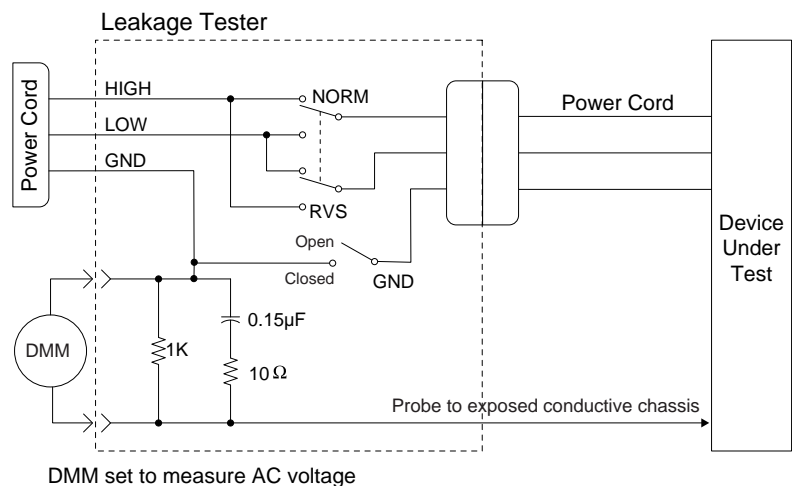 Leakage Tester
Power Cord
HIGH
LOW
GND
NORM
RVS
Open
Closed
GND
Power Cord
Device
Under
Test
DMM
1K
0.15µF
10 Ω
Probe to exposed conductive chassis
DMM set to measure AC voltage